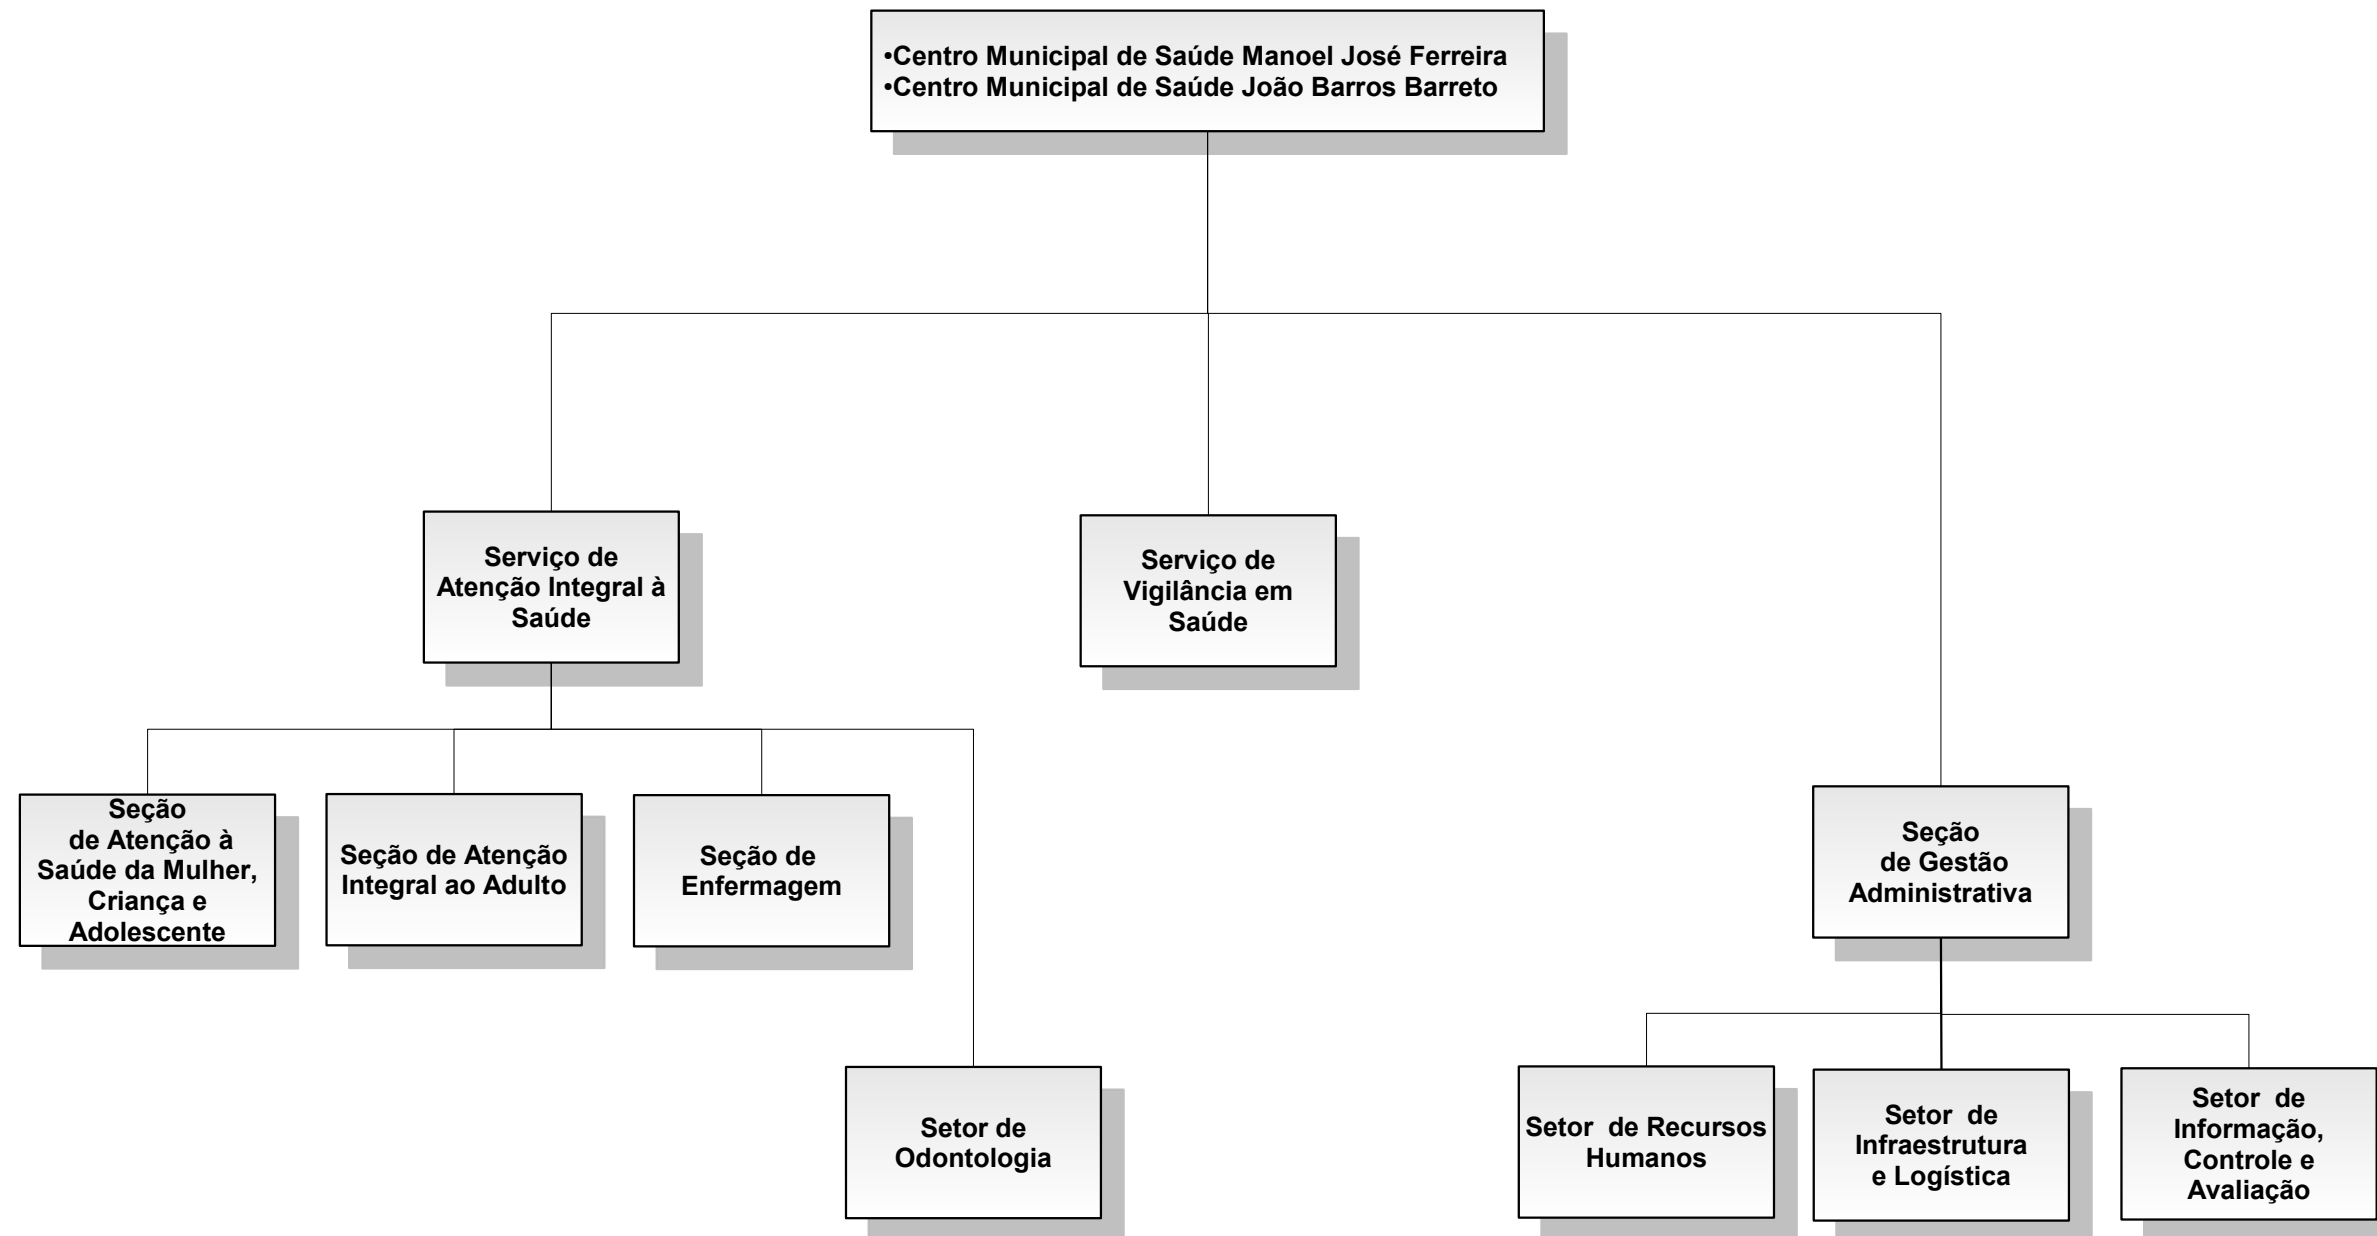 •Centro Municipal de Saúde Manoel José Ferreira
•Centro Municipal de Saúde João Barros Barreto
Serviço de
Atenção Integral à
Saúde
Serviço de
Vigilância em
Saúde
Seção
de Atenção à
Saúde da Mulher,
Criança e
Adolescente
Seção de Atenção
Integral ao Adulto
Seção de
Enfermagem
Seção
de Gestão
Administrativa
Setor de
Odontologia
Setor  de Recursos
Humanos
Setor  de
Infraestrutura
e Logística
Setor  de
Informação,
Controle e
Avaliação